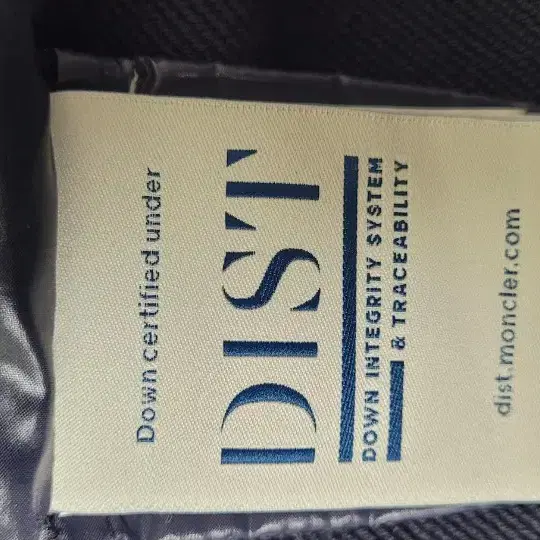 Down certified under
DIST
DOWN INTEGRITY SYSTEM
& TRACEABILITY
dist.moncler.com